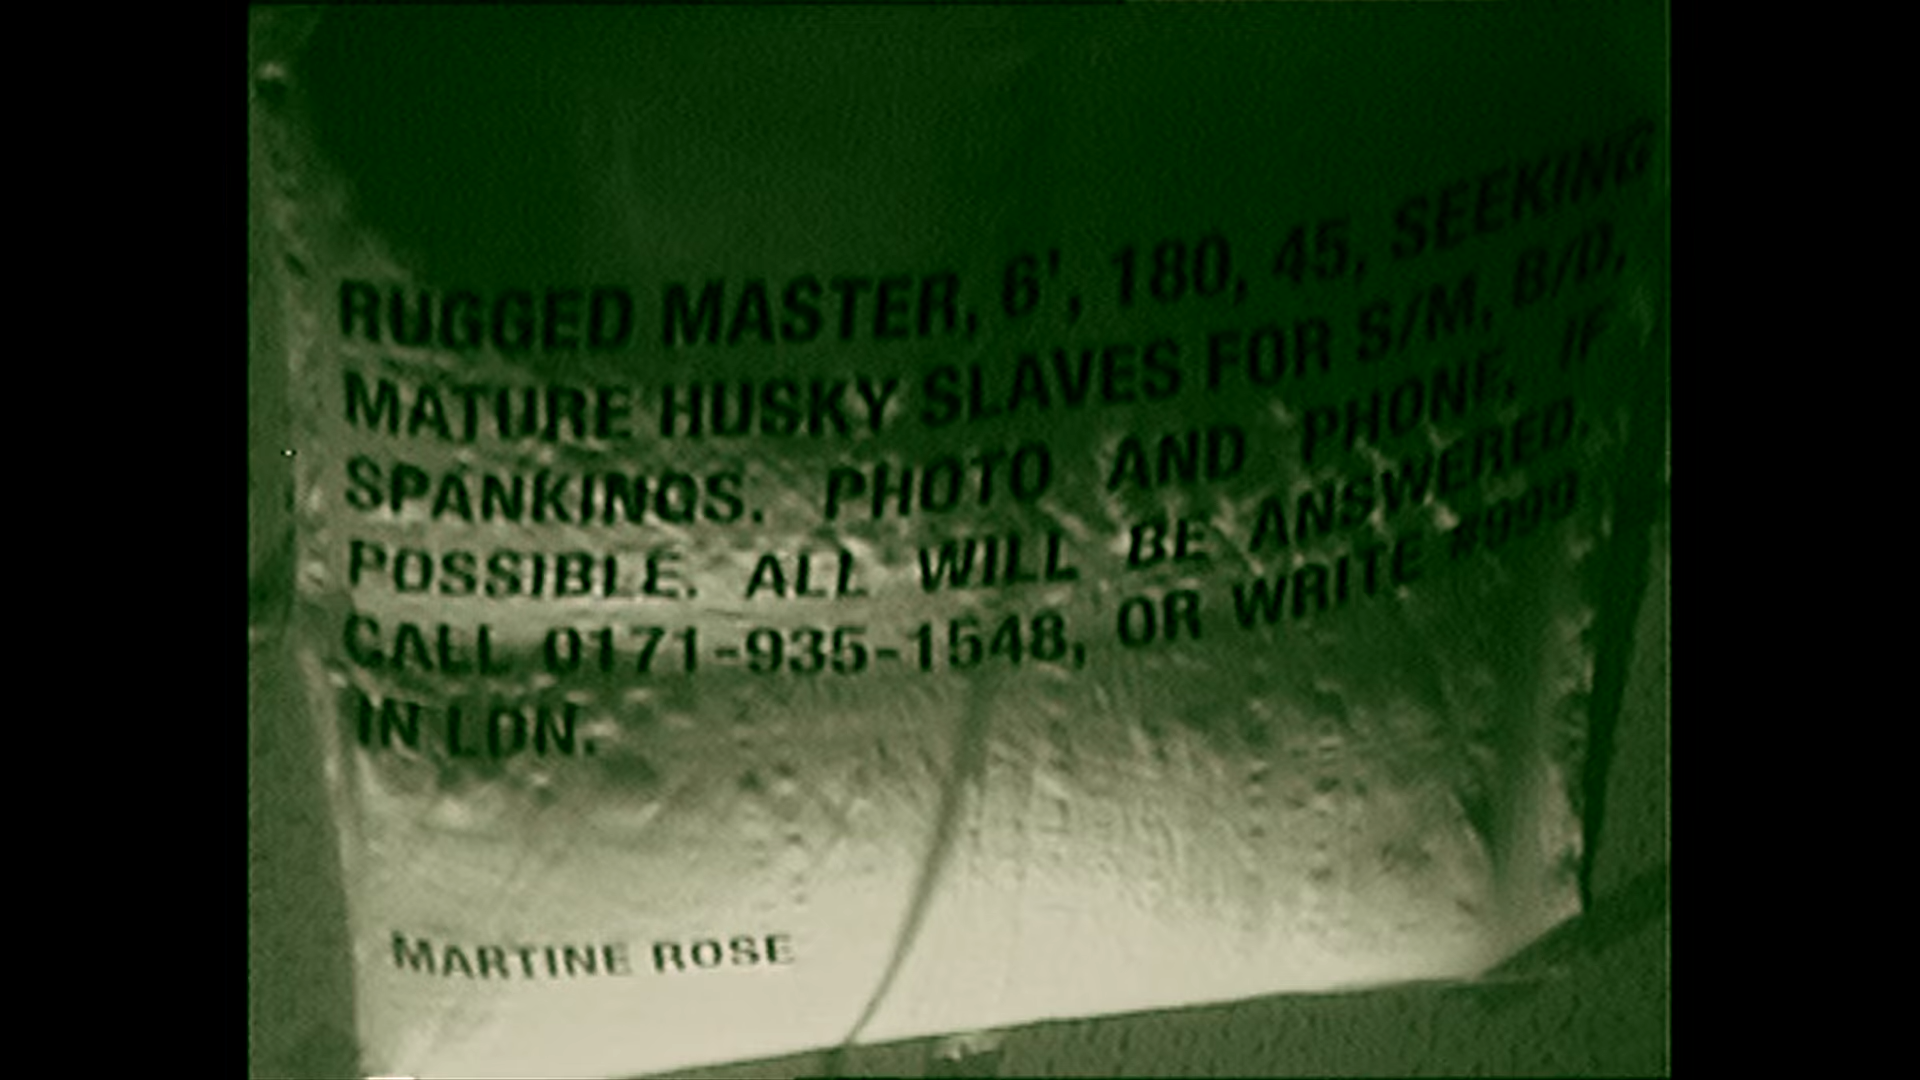 RUGGED MASTER, 6', 180, 45, SEEKING
MATURE HUSKY SLAVES FOR S/M, B/D,
SPANKINGS. PHOTO AND PHONE, IF
POSSIBLE. ALL WILL BE ANSWERED.
CALL 0171-935-1548, OR WRITE #999
IN LDN.
MARTINE ROSE